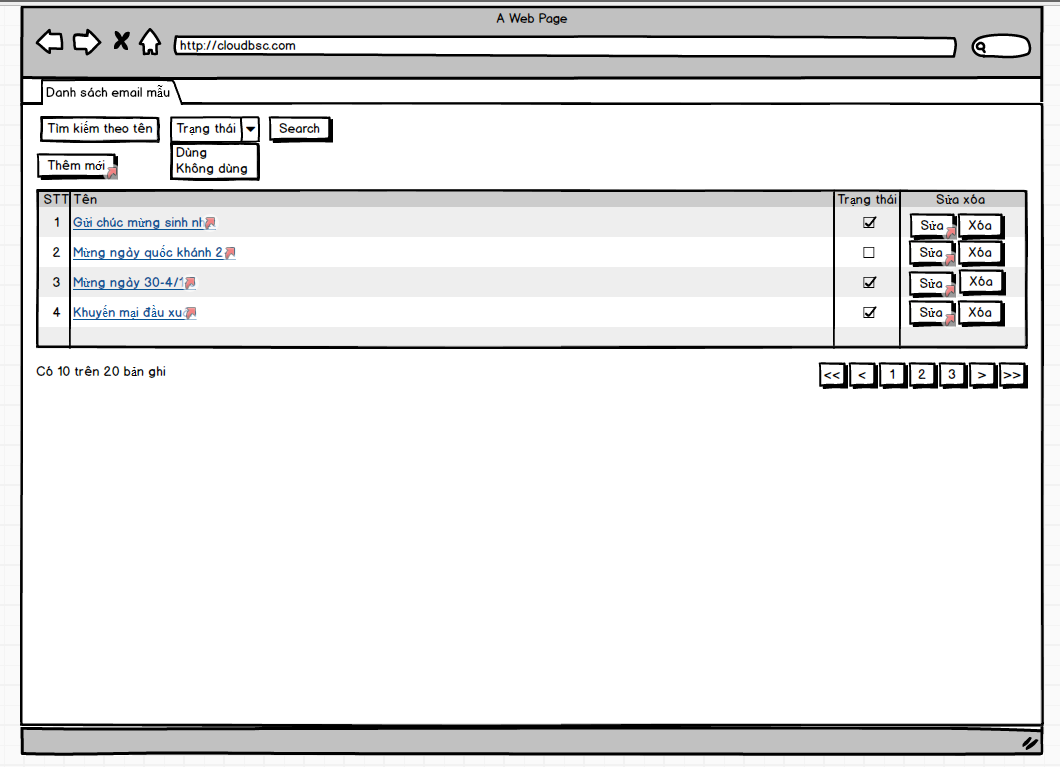 A Web Page
http://cloudbsc.com
Danh sách email mẫu
Tìm kiếm theo tên Trạng thái Search
Dùng
Không dùng
Thêm mới
STT Tên Trạng thái Sửa xóa
1 Gửi chúc mừng sinh Sửa Xóa
2 Mừng ngày quốc khánh 2 Sửa Xóa
3 Mừng ngày 30-4/1 Sửa Xóa
4 Khuyến mại đầu Sửa Xóa
Có 10 trên 20 bản ghi << < 1 2 3 > >>